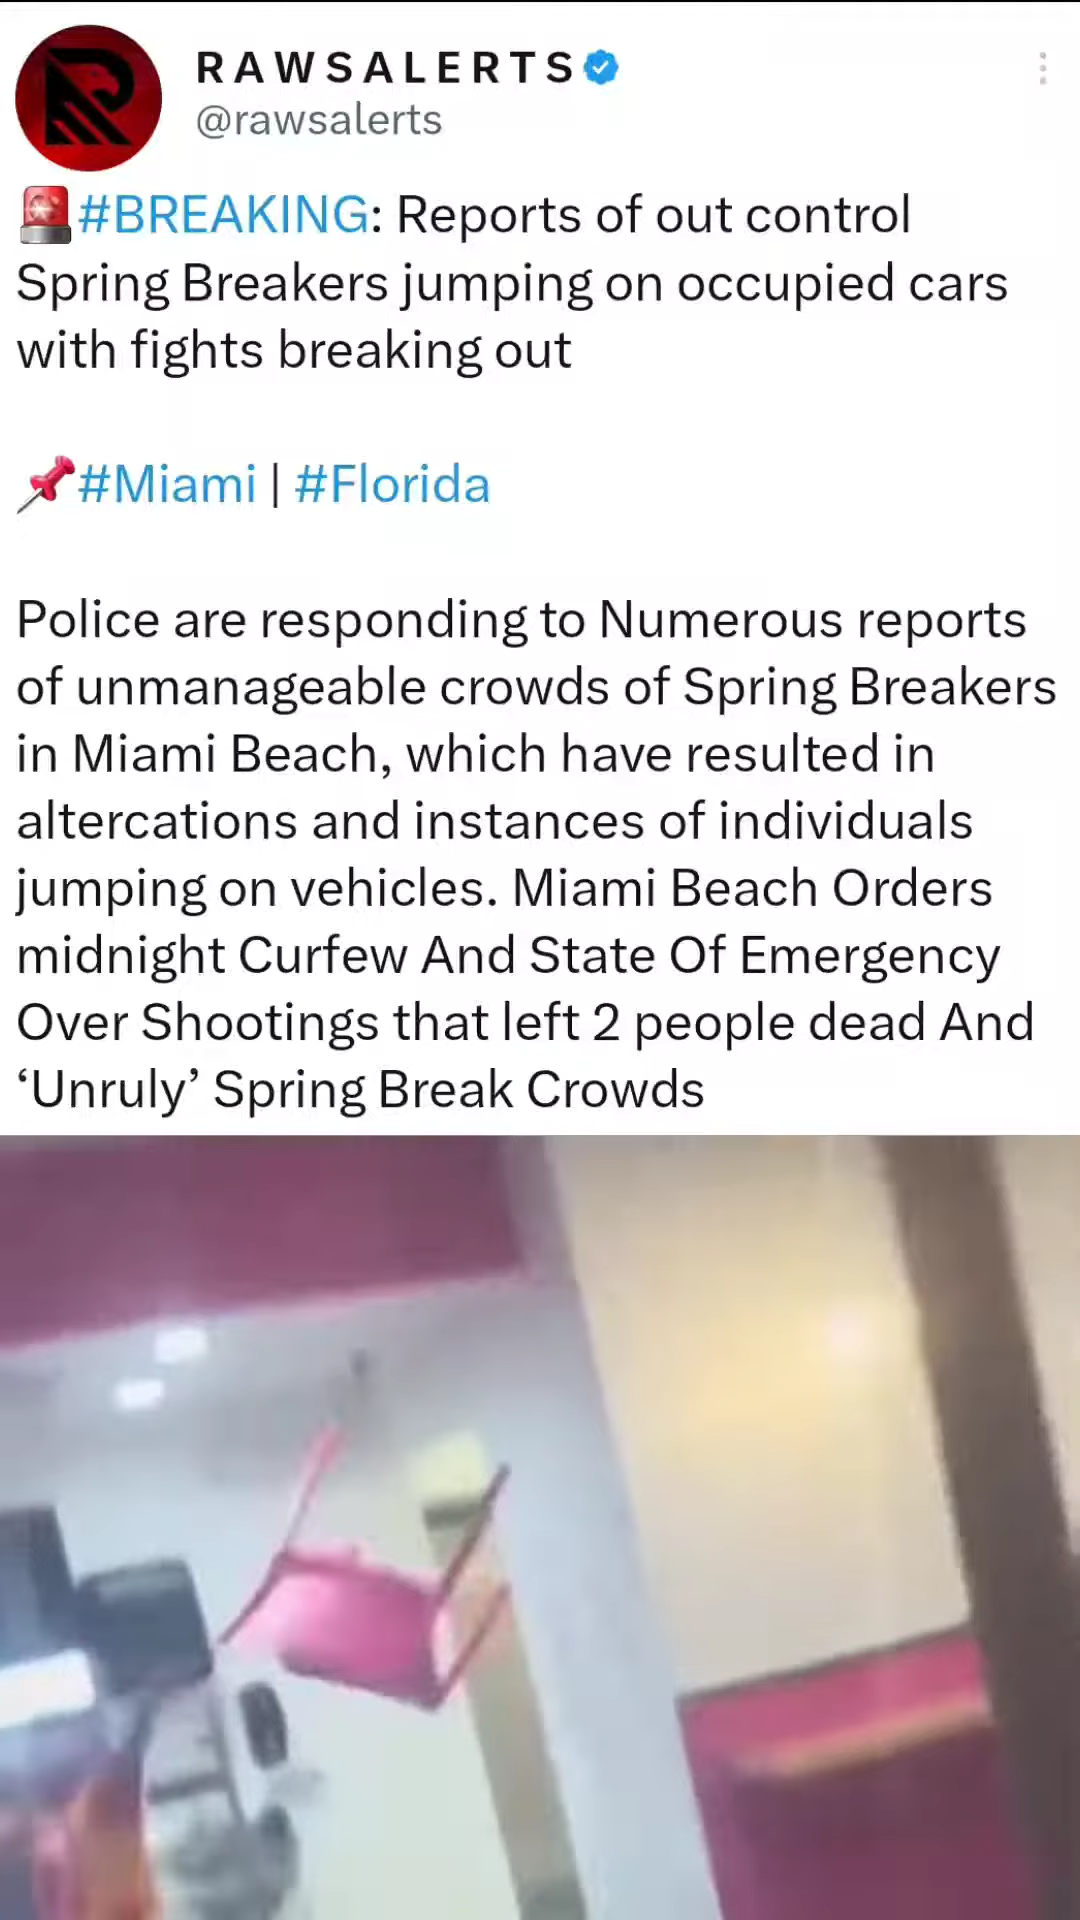 RAWSALERTS
@rawsalerts
🚨#BREAKING: Reports of out control
Spring Breakers jumping on occupied cars
with fights breaking out
📌#Miami | #Florida
Police are responding to Numerous reports
of unmanageable crowds of Spring Breakers
in Miami Beach, which have resulted in
altercations and instances of individuals
jumping on vehicles. Miami Beach Orders
midnight Curfew And State Of Emergency
Over Shootings that left 2 people dead And
‘Unruly’ Spring Break Crowds